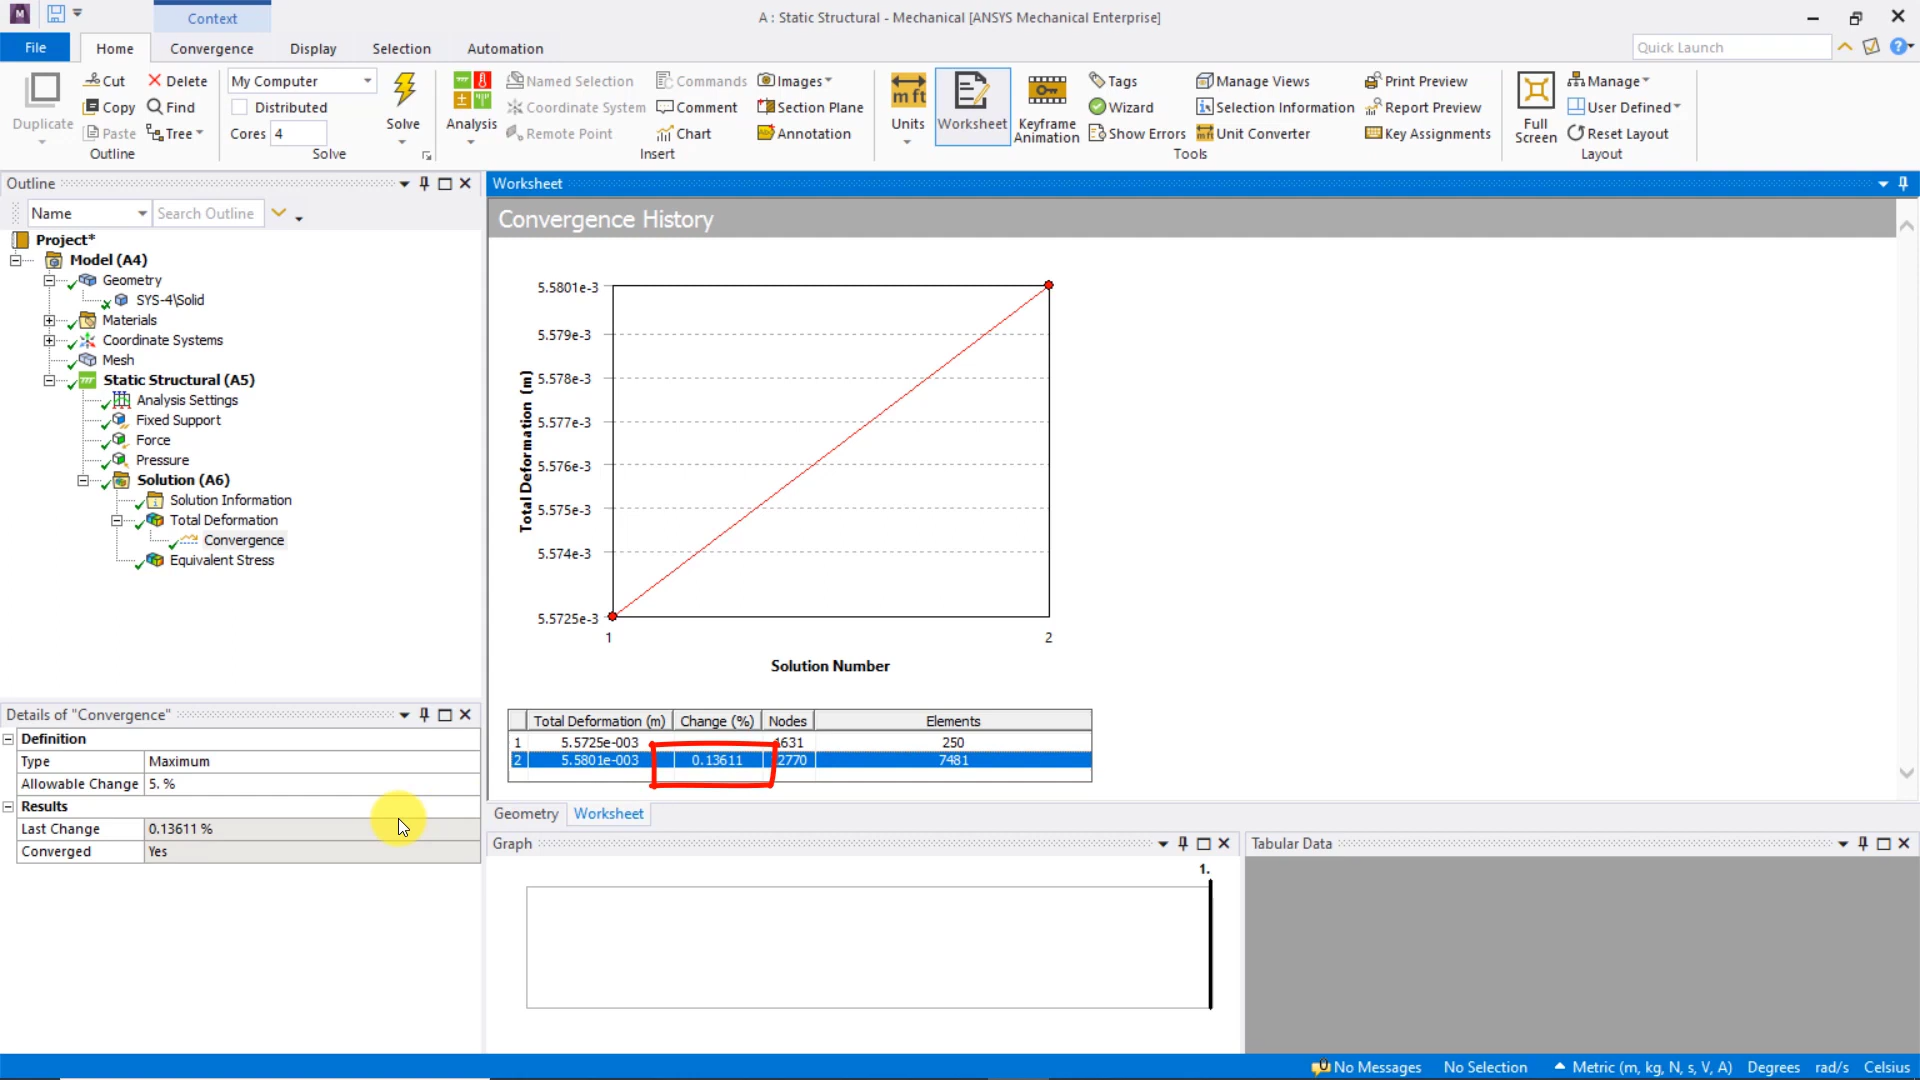 Context
A : Static Structural - Mechanical [ANSYS Mechanical Enterprise]
File
Home
Convergence
Display
Selection
Automation
Quick Launch
Duplicate
Cut
Copy
Paste
Delete
Find
Tree
Outline
My Computer
Distributed
Cores 4
Solve
Solve
Analysis
Named Selection
Coordinate System
Remote Point
Commands
Comment
Chart
Images
Section Plane
Annotation
Insert
Units
Worksheet
Keyframe
Animation
Tags
Wizard
Show Errors
Manage Views
Selection Information
Unit Converter
Print Preview
Report Preview
Key Assignments
Tools
Full
Screen
Manage
User Defined
Reset Layout
Layout
Outline
Name
Search Outline
Project*
Model (A4)
Geometry
SYS-4\Solid
Materials
Coordinate Systems
Mesh
Static Structural (A5)
Analysis Settings
Fixed Support
Force
Pressure
Solution (A6)
Solution Information
Total Deformation
Convergence
Equivalent Stress
Details of "Convergence"
Definition
Type Maximum
Allowable Change 5. %
Results
Last Change 0.13611 %
Converged Yes
Worksheet
Convergence History
5.5801e-3
5.579e-3
5.578e-3
5.577e-3
5.576e-3
5.575e-3
5.574e-3
5.5725e-3
Total Deformation (m)
1 2
Solution Number
Total Deformation (m) Change (%) Nodes Elements
1 5.5725e-003 1631 250
2 5.5801e-003 0.13611 2770 7481
Geometry Worksheet
Graph
1.
Tabular Data
No Messages No Selection Metric (m, kg, N, s, V, A) Degrees rad/s Celsius